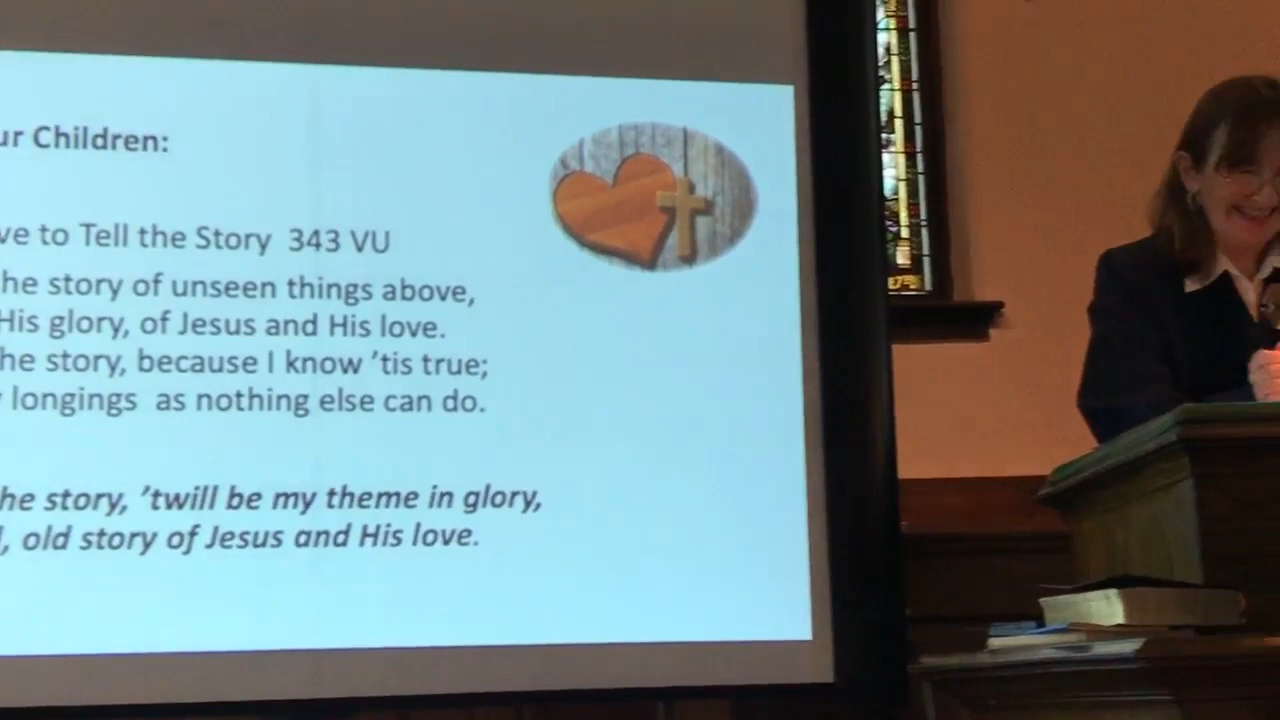 ur Children:
ve to Tell the Story 343 VU
he story of unseen things above,
His glory, of Jesus and His love.
he story, because I know ’tis true;
longings as nothing else can do.
he story, ’twill be my theme in glory,
, old story of Jesus and His love.